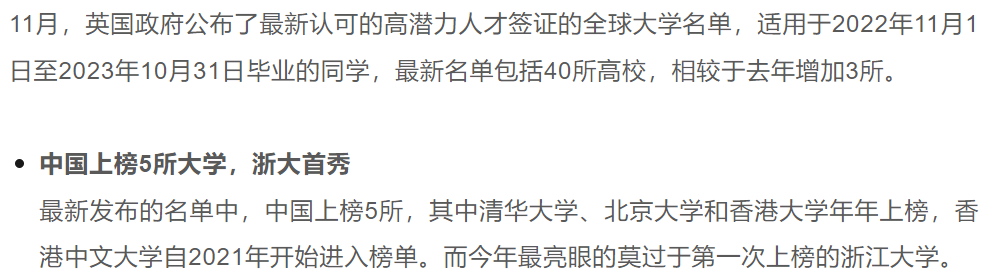 11月，英国政府公布了最新认可的高潜力人才签证的全球大学名单，适用于2022年11月1
日至2023年10月31日毕业的同学，最新名单包括40所高校，相较于去年增加3所。
中国上榜5所大学，浙大首秀
最新发布的名单中，中国上榜5所，其中清华大学、北京大学和香港大学年年上榜，香
港中文大学自2021年开始进入榜单。而今年最亮眼的莫过于第一次上榜的浙江大学。